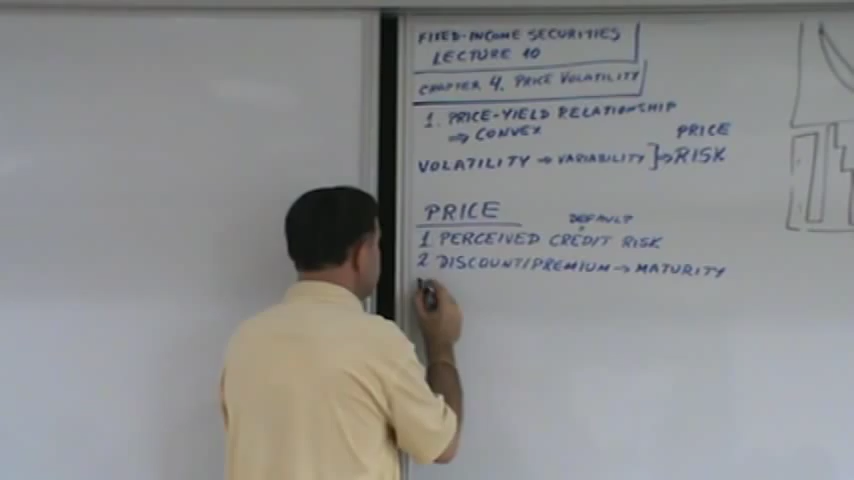 FIXED-INCOME SECURITIES
LECTURE 10
CHAPTER 4. PRICE VOLATILITY
1. PRICE-YIELD RELATIONSHIP
⇒ CONVEX
VOLATILITY → VARIABILITY } → PRICE RISK
PRICE
DEFAULT
1 PERCEIVED CREDIT RISK
2 DISCOUNT/PREMIUM → MATURITY